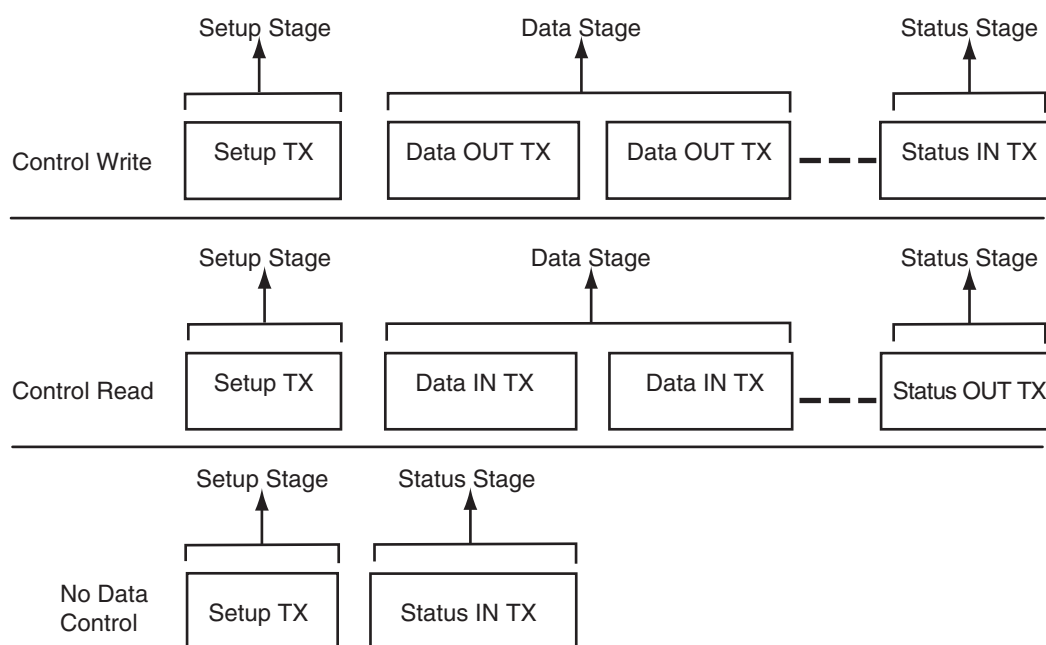 Setup Stage Data Stage Status Stage
Control Write Setup TX Data OUT TX Data OUT TX Status IN TX
Setup Stage Data Stage Status Stage
Control Read Setup TX Data IN TX Data IN TX Status OUT TX
Setup Stage Status Stage
No Data
Control Setup TX Status IN TX